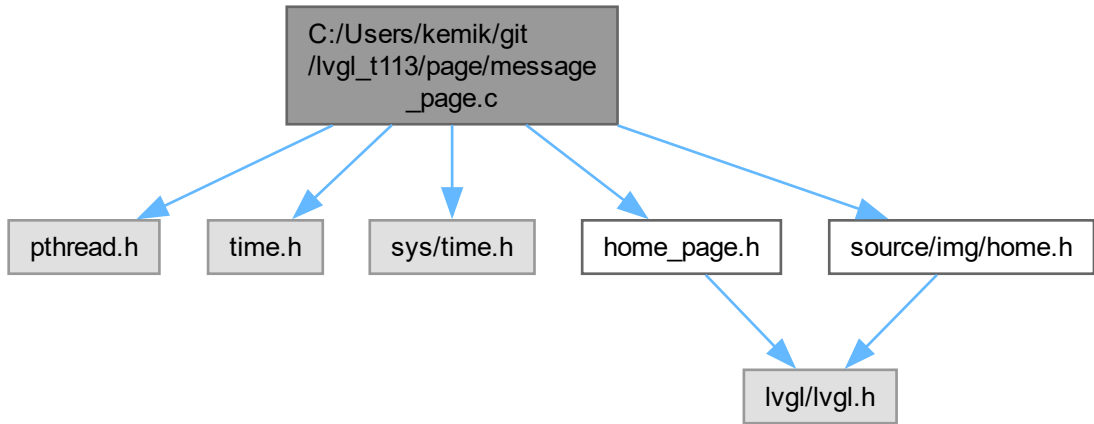 C:/Users/kemik/git
/lvgl_t113/page/message
_page.c
pthread.h
time.h
sys/time.h
home_page.h
source/img/home.h
lvgl/lvgl.h